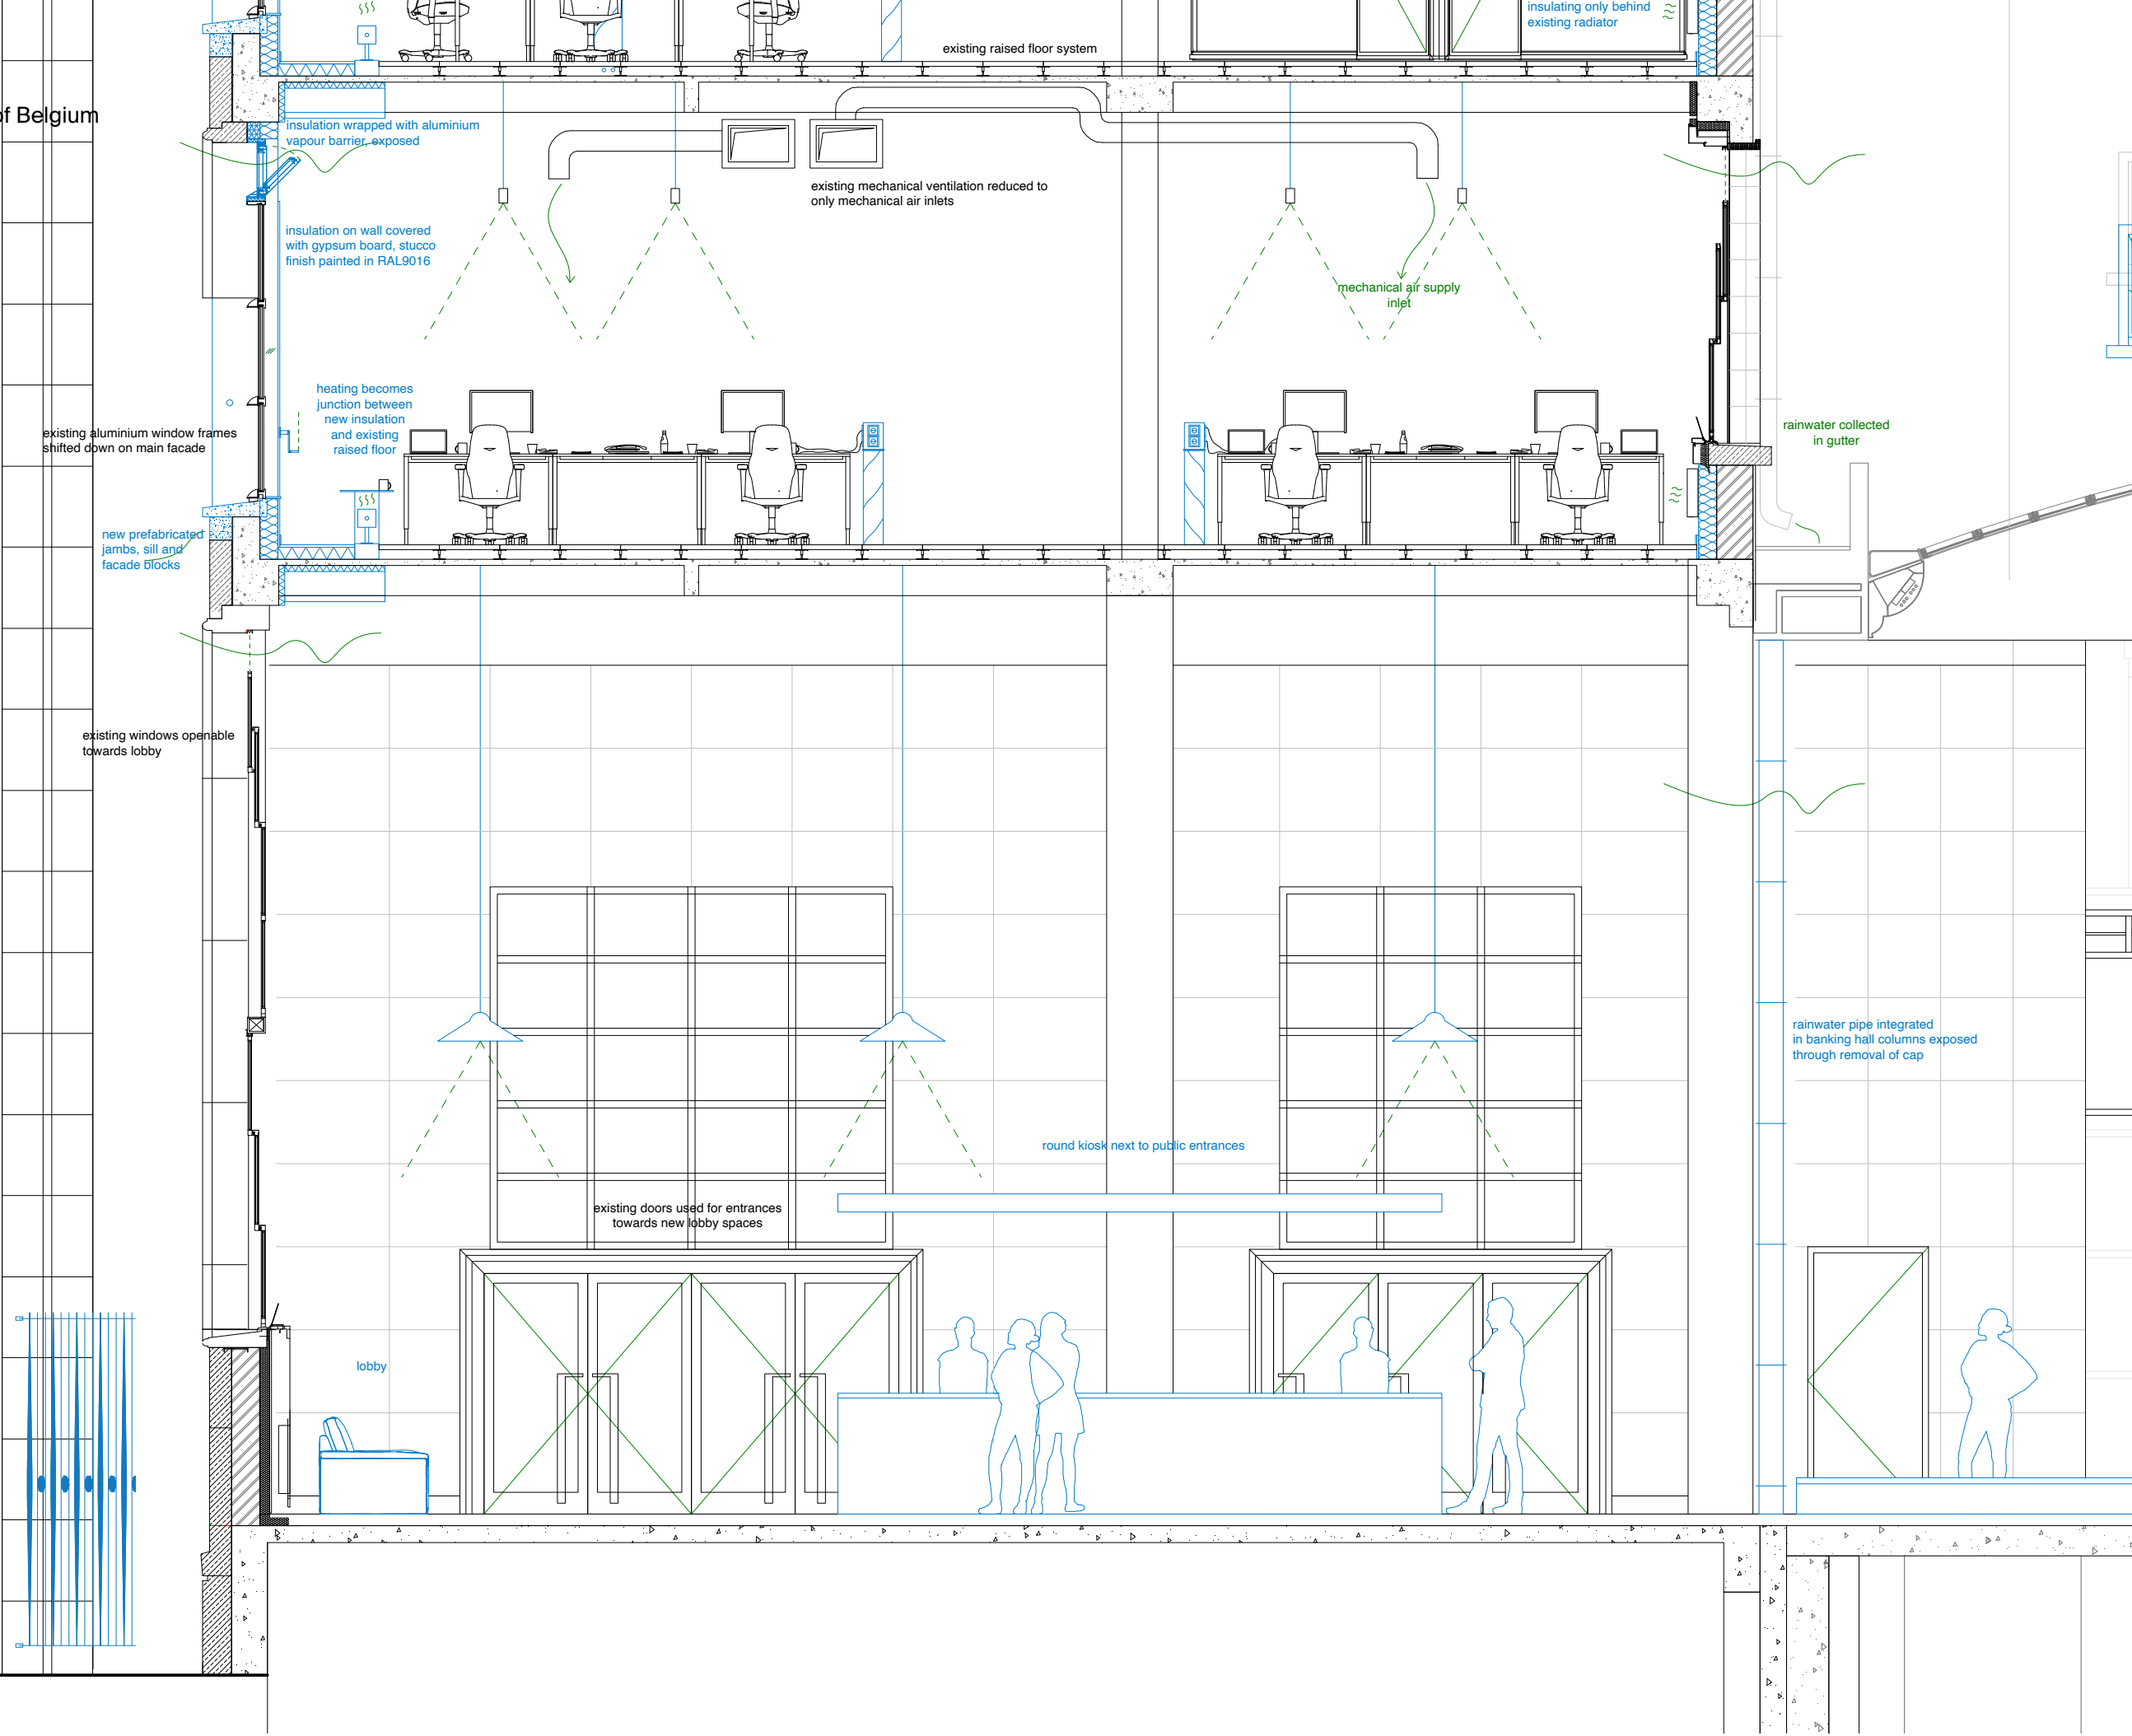 insulating only behind
existing radiator
existing raised floor system
of Belgium
insulation wrapped with aluminium
vapour barrier, exposed
existing mechanical ventilation reduced to
only mechanical air inlets
insulation on wall covered
with gypsum board, stucco
finish painted in RAL9016
mechanical air supply
inlet
heating becomes
junction between
new insulation
and existing
raised floor
existing aluminium window frames
shifted down on main facade
rainwater collected
in gutter
new prefabricated
jambs, sill and
facade blocks
existing windows openable
towards lobby
rainwater pipe integrated
in banking hall columns exposed
through removal of cap
round kiosk next to public entrances
existing doors used for entrances
towards new lobby spaces
lobby